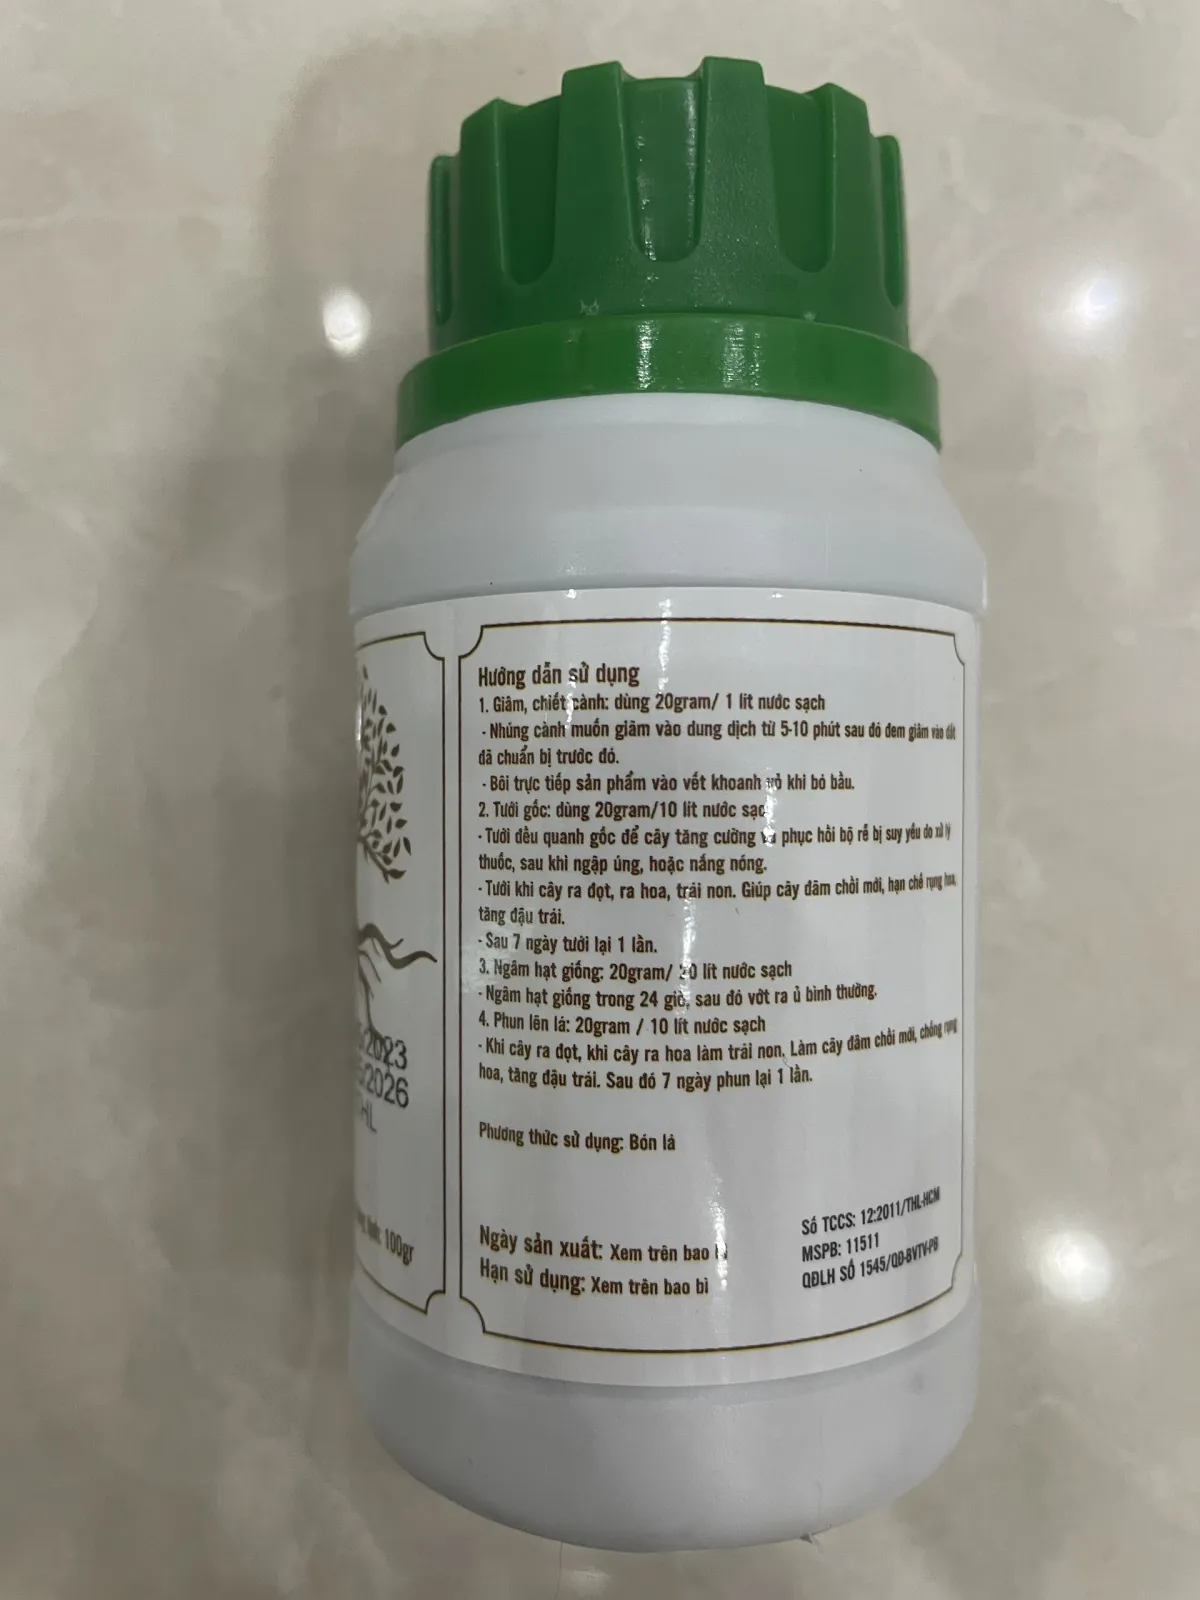 Hướng dẫn sử dụng
1. Giâm, chiết cành: dùng 20gram/ 1 lít nước sạch
- Nhúng cành muốn giâm vào dung dịch từ 5-10 phút sau đó đem giâm vào đất
đã chuẩn bị trước đó.
- Bôi trực tiếp sản phẩm vào vết khoanh vỏ khi bó bầu.
2. Tưới gốc: dùng 20gram/10 lít nước sạch
- Tưới đều quanh gốc để cây tăng cường và phục hồi bộ rễ bị suy yếu do xử lý
thuốc, sau khi ngập úng, hoặc nắng nóng.
- Tưới khi cây ra đọt, ra hoa, trái non. Giúp cây đâm chồi mới, hạn chế rụng hoa,
tăng đậu trái.
- Sau 7 ngày tưới lại 1 lần.
3. Ngâm hạt giống: 20gram/ lít nước sạch
- Ngâm hạt giống trong 24 giờ, sau đó vớt ra ủ bình thường.
4. Phun lên lá: 20gram / 10 lít nước sạch
- Khi cây ra đọt, khi cây ra hoa làm trái non. Làm cây đâm chồi mới, chống rụng
hoa, tăng đậu trái. Sau đó 7 ngày phun lại 1 lần.
Phương thức sử dụng: Bón lá
Ngày sản xuất: Xem trên bao bì
Hạn sử dụng: Xem trên bao bì
Số TCCS: 12:2011/THL-HCM
MSPB: 11511
QĐLH SỐ 1545/QĐ-BVTV-PB
2023
2026
HL
tịnh: 100gr